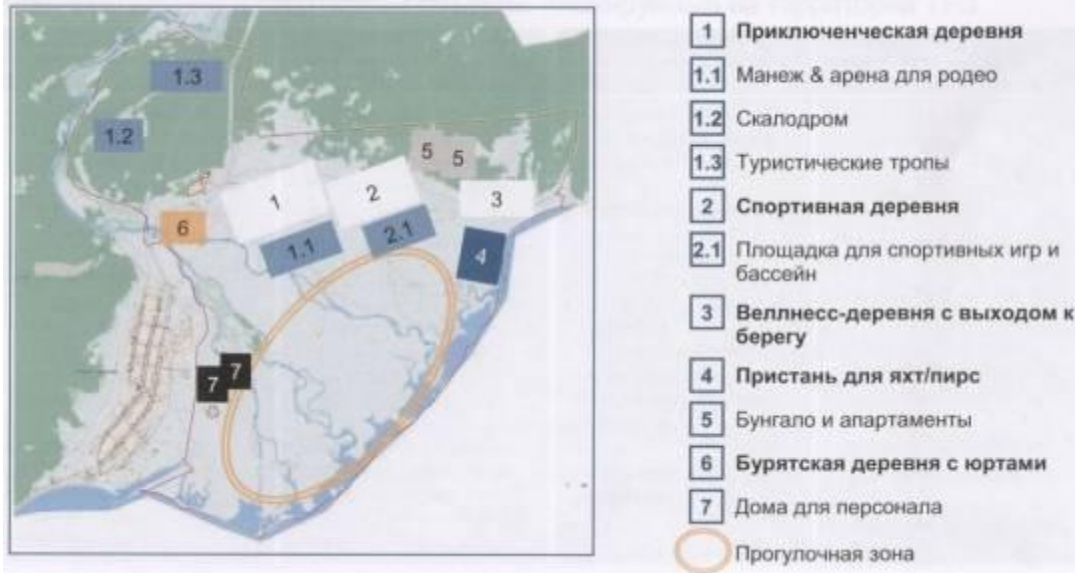 1.3
1.2
5 5
1
2
3
6
1.1
2.1
4
7
7
1 Приключенческая деревня
1.1 Манеж & арена для родео
1.2 Скалодром
1.3 Туристические тропы
2 Спортивная деревня
2.1 Площадка для спортивных игр и
бассейн
3 Веллнесс-деревня с выходом к
берегу
4 Пристань для яхт/пирс
5 Бунгало и апартаменты
6 Бурятская деревня с юртами
7 Дома для персонала
Прогулочная зона